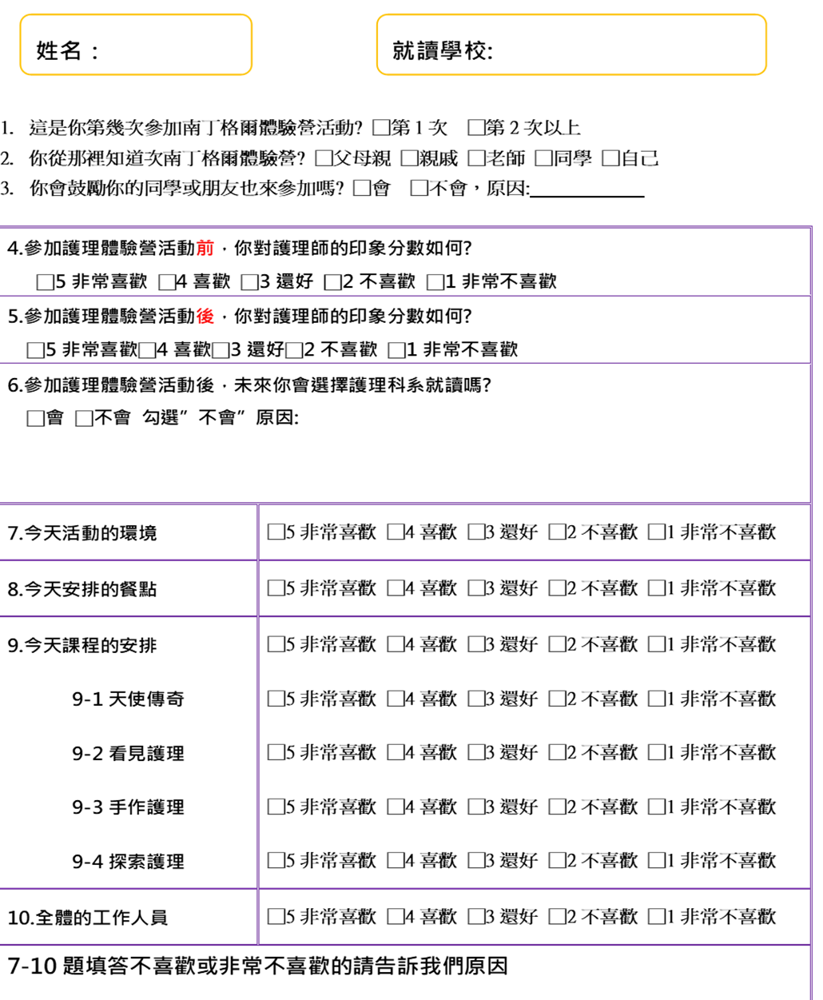 姓名：
就讀學校:
1. 這是你第幾次參加南丁格爾體驗營活動? □第 1 次 □第 2 次以上
2. 你從那裡知道次南丁格爾體驗營? □父母親 □親戚 □老師 □同學 □自己
3. 你會鼓勵你的同學或朋友也來參加嗎? □會 □不會，原因:____________
4.參加護理體驗營活動前，你對護理師的印象分數如何?
□5 非常喜歡 □4 喜歡 □3 還好 □2 不喜歡 □1 非常不喜歡
5.參加護理體驗營活動後，你對護理師的印象分數如何?
□5 非常喜歡□4 喜歡□3 還好□2 不喜歡 □1 非常不喜歡
6.參加護理體驗營活動後，未來你會選擇護理科系就讀嗎?
□會 □不會 勾選”不會”原因:
7.今天活動的環境 □5 非常喜歡 □4 喜歡 □3 還好 □2 不喜歡 □1 非常不喜歡
8.今天安排的餐點 □5 非常喜歡 □4 喜歡 □3 還好 □2 不喜歡 □1 非常不喜歡
9.今天課程的安排 □5 非常喜歡 □4 喜歡 □3 還好 □2 不喜歡 □1 非常不喜歡
9-1 天使傳奇 □5 非常喜歡 □4 喜歡 □3 還好 □2 不喜歡 □1 非常不喜歡
9-2 看見護理 □5 非常喜歡 □4 喜歡 □3 還好 □2 不喜歡 □1 非常不喜歡
9-3 手作護理 □5 非常喜歡 □4 喜歡 □3 還好 □2 不喜歡 □1 非常不喜歡
9-4 探索護理 □5 非常喜歡 □4 喜歡 □3 還好 □2 不喜歡 □1 非常不喜歡
10.全體的工作人員 □5 非常喜歡 □4 喜歡 □3 還好 □2 不喜歡 □1 非常不喜歡
7-10 題填答不喜歡或非常不喜歡的請告訴我們原因